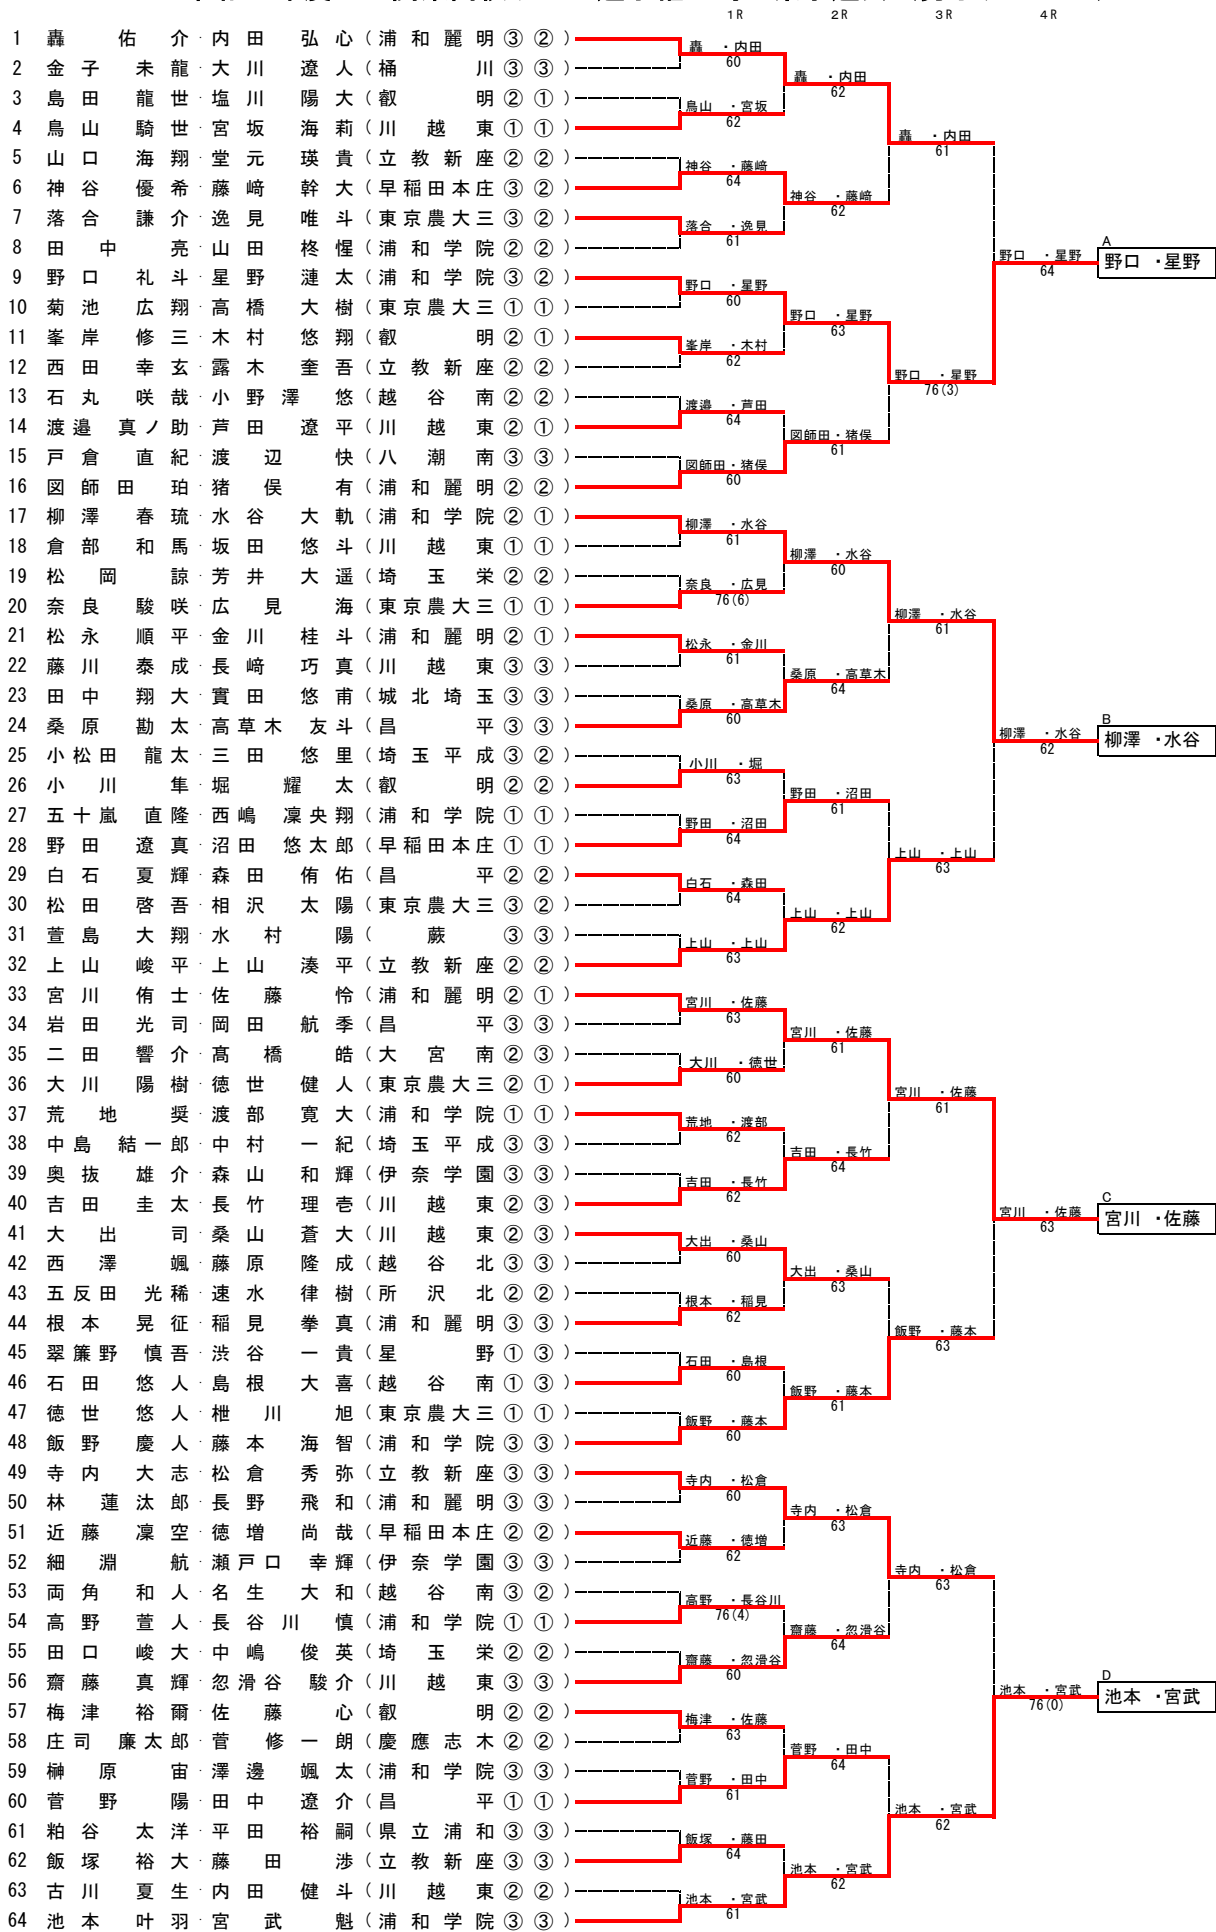 1R 2R 3R 4R
1 轟 佑介・内田 弘心(浦和麗明③②)
2 金子 未龍・大川 遼人(桶川③③)
3 島田 龍世・塩川 陽大(叡明②①)
4 鳥山 騎世・宮坂 海莉(川越東①①)
5 山口 海翔・堂元 瑛貴(立教新座②②)
6 神谷 優希・藤﨑 幹大(早稲田本庄③②)
7 落合 謙介・逸見 唯斗(東京農大三③②)
8 田中 亮・山田 柊惺(浦和学院②②)
9 野口 礼斗・星野 漣太(浦和学院③②)
10 菊池 広翔・高橋 大樹(東京農大三①①)
11 峯岸 修三・木村 悠翔(叡明②①)
12 西田 幸玄・露木 奎吾(立教新座②②)
13 石丸 咲哉・小野澤 悠(越谷南②②)
14 渡邉 真ノ助・芦田 遼平(川越東②①)
15 戸倉 直紀・渡辺 快(八潮南③③)
16 図師田 珀・猪俣 有(浦和麗明②②)
17 柳澤 春琉・水谷 大軌(浦和学院②①)
18 倉部 和馬・坂田 悠斗(川越東①①)
19 松岡 諒・芳井 大遥(埼玉栄②②)
20 奈良 駿咲・広見 海(東京農大三①①)
21 松永 順平・金川 桂斗(浦和麗明②①)
22 藤川 泰成・長﨑 巧真(川越東③③)
23 田中 翔大・實田 悠甫(城北埼玉③③)
24 桑原 勘太・高草木 友斗(昌平③③)
25 小松田 龍太・三田 悠里(埼玉平成③②)
26 小川 隼・堀 耀太(叡明②②)
27 五十嵐 直隆・西嶋 凜央翔(浦和学院①①)
28 野田 遼真・沼田 悠太郎(早稲田本庄①①)
29 白石 夏輝・森田 侑佑(昌平②②)
30 松田 啓吾・相沢 太陽(東京農大三③②)
31 萱島 大翔・水村 陽(蕨③③)
32 上山 峻平・上山 湊平(立教新座②②)
33 宮川 侑士・佐藤 怜(浦和麗明②①)
34 岩田 光司・岡田 航季(昌平③③)
35 二田 響介・髙橋 皓(大宮南②③)
36 大川 陽樹・徳世 健人(東京農大三②①)
37 荒地 奨・渡部 寛大(浦和学院①①)
38 中島 結一郎・中村 一紀(埼玉平成③③)
39 奥抜 雄介・森山 和輝(伊奈学園③③)
40 吉田 圭太・長竹 理壱(川越東②③)
41 大出 司・桑山 蒼大(川越東②③)
42 西澤 颯・藤原 隆成(越谷北③③)
43 五反田 光稀・速水 律樹(所沢北②②)
44 根本 晃征・稲見 拳真(浦和麗明③③)
45 翠簾野 慎吾・渋谷 一貴(星野①③)
46 石田 悠人・島根 大喜(越谷南①③)
47 徳世 悠人・枻川 旭(東京農大三①①)
48 飯野 慶人・藤本 海智(浦和学院③③)
49 寺内 大志・松倉 秀弥(立教新座③③)
50 林 蓮汰郎・長野 飛和(浦和麗明③③)
51 近藤 凜空・徳増 尚哉(早稲田本庄②②)
52 細淵 航・瀬戸口 幸輝(伊奈学園③③)
53 両角 和人・名生 大和(越谷南③②)
54 高野 萱人・長谷川 慎(浦和学院①①)
55 田口 峻大・中嶋 俊英(埼玉栄②②)
56 齋藤 真輝・忽滑谷 駿介(川越東③③)
57 梅津 裕爾・佐藤 心(叡明②②)
58 庄司 廉太郎・菅 修一朗(慶應志木②②)
59 榊原 宙・澤邊 颯太(浦和学院③③)
60 菅野 陽・田中 遼介(昌平①①)
61 粕谷 太洋・平田 裕嗣(県立浦和③③)
62 飯塚 裕大・藤田 渉(立教新座③③)
63 古川 夏生・内田 健斗(川越東②②)
64 池本 叶羽・宮武 魁(浦和学院③③)
轟 ・内田
60
鳥山 ・宮坂
62
神谷 ・藤﨑
64
落合 ・逸見
61
野口 ・星野
60
峯岸 ・木村
62
渡邉 ・芦田
64
図師田・猪俣
60
柳澤 ・水谷
61
奈良 ・広見
76(6)
松永 ・金川
61
桑原 ・高草木
60
小川 ・堀
63
野田 ・沼田
64
白石 ・森田
64
上山 ・上山
63
宮川 ・佐藤
63
大川 ・徳世
60
荒地 ・渡部
62
吉田 ・長竹
62
大出 ・桑山
60
根本 ・稲見
62
石田 ・島根
60
飯野 ・藤本
60
寺内 ・松倉
60
近藤 ・徳増
62
高野 ・長谷川
76(4)
齋藤 ・忽滑谷
60
梅津 ・佐藤
63
菅野 ・田中
61
飯塚 ・藤田
64
池本 ・宮武
61
轟 ・内田
62
神谷 ・藤﨑
62
野口 ・星野
63
図師田・猪俣
61
柳澤 ・水谷
60
桑原 ・高草木
64
野田 ・沼田
61
上山 ・上山
62
宮川 ・佐藤
61
吉田 ・長竹
64
大出 ・桑山
63
飯野 ・藤本
61
寺内 ・松倉
63
齋藤 ・忽滑谷
64
菅野 ・田中
64
池本 ・宮武
62
轟 ・内田
61
野口 ・星野
76(3)
柳澤 ・水谷
61
上山 ・上山
63
宮川 ・佐藤
61
飯野 ・藤本
63
寺内 ・松倉
63
池本 ・宮武
62
野口 ・星野
64
柳澤 ・水谷
62
宮川 ・佐藤
63
池本 ・宮武
76(0)
A
野口 ・星野
B
柳澤 ・水谷
C
宮川 ・佐藤
D
池本 ・宮武